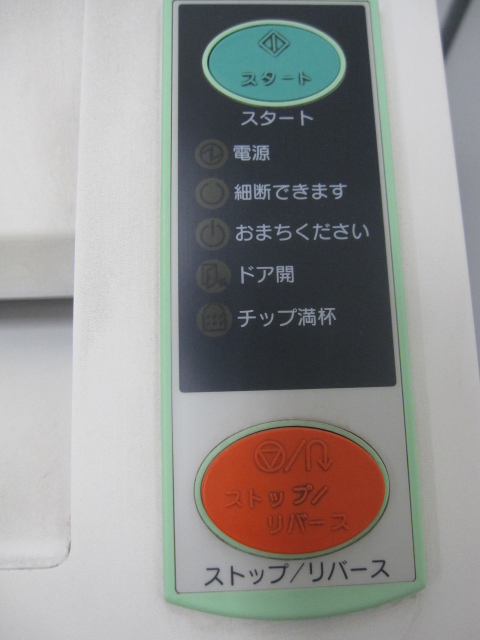 スタート
スタート
電源
細断できます
おまちください
ドア開
チップ満杯
ストップ/
リバース
ストップ/リバース